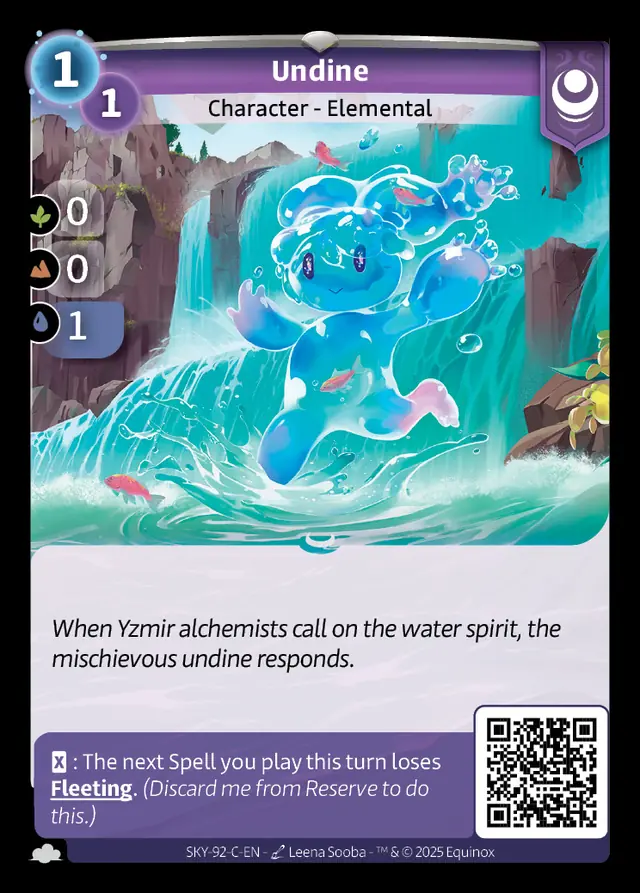 1
Undine
1
Character - Elemental
0
0
1
When Yzmir alchemists call on the water spirit, the
mischievous undine responds.
X : The next Spell you play this turn loses
Fleeting. (Discard me from Reserve to do
this.)
SKY-92-C-EN - Leena Sooba - ™ & © 2025 Equinox